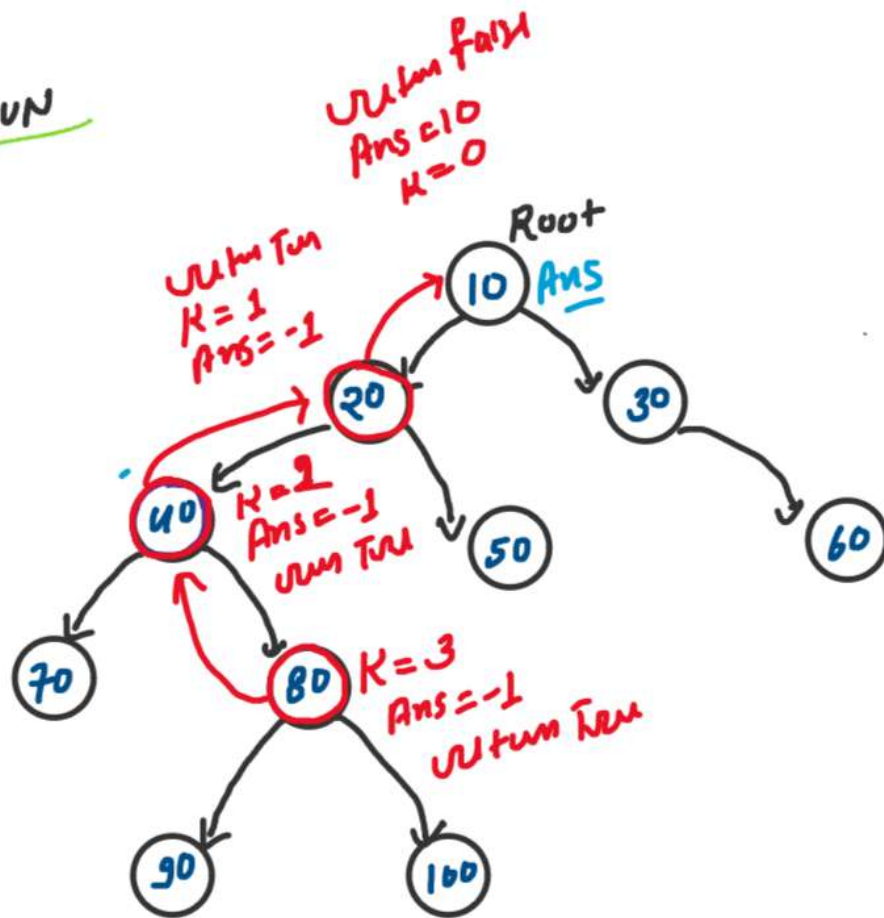 UN
return false
Ans = 10
K = 0
Root
10
Ans
return True
K = 1
Ans = -1
20
30
40
K = 2
Ans = -1
return True
50
60
70
80
K = 3
Ans = -1
return True
90
100